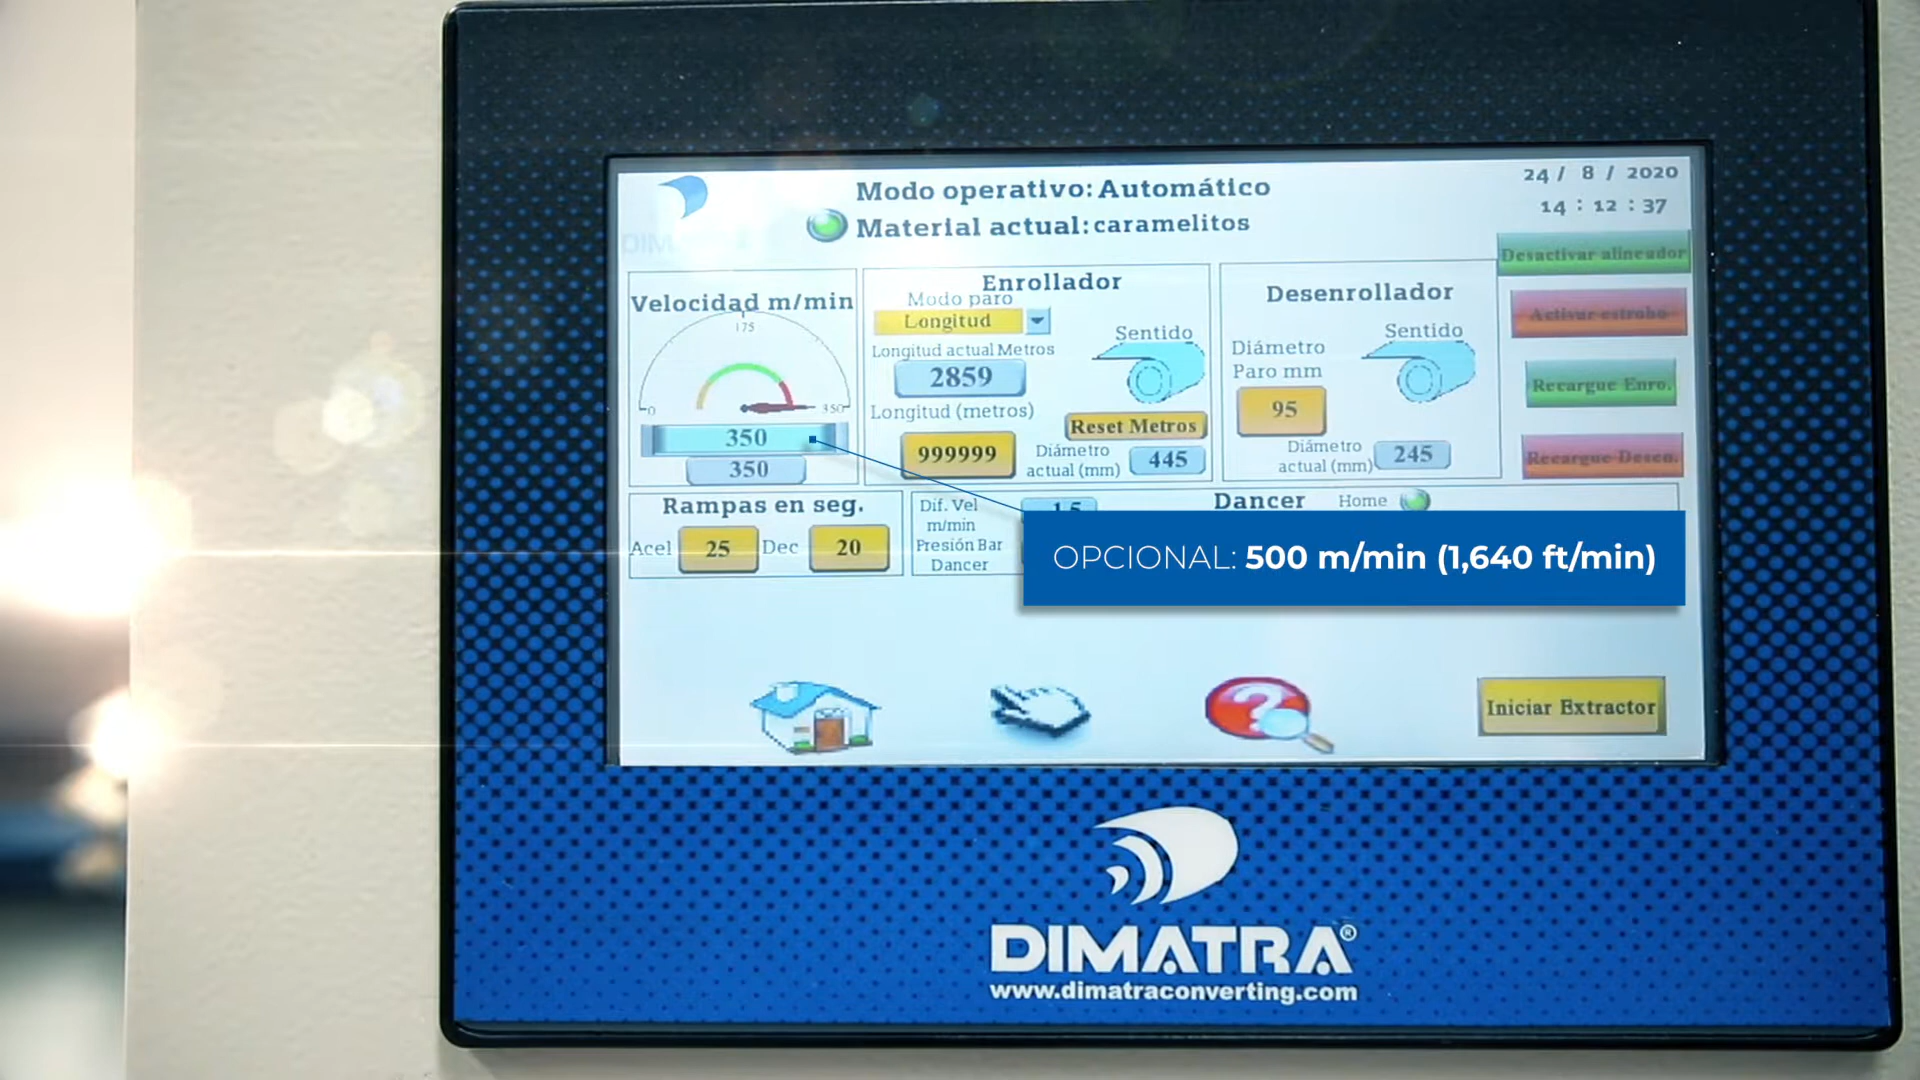 Modo operativo: Automático
Material actual: caramelitos
24 / 8 / 2020
14 : 12 : 37
DIM
Velocidad m/min
175
0
350
350
350
Enrollador
Modo paro
Longitud
Longitud actual Metros
2859
Longitud (metros)
999999
Sentido
Reset Metros
Diámetro
actual (mm)
445
Desenrollador
Diámetro
Paro mm
95
Sentido
Diámetro
actual (mm)
245
Desactivar alineador
Activar estrobo
Recargue Enro.
Recargue Desen.
Rampas en seg.
Acel 25 Dec 20
Dif. Vel
m/min
1.5
Presión Bar
Dancer
Dancer
Home
OPCIONAL: 500 m/min (1,640 ft/min)
Iniciar Extractor
DIMATRA®
www.dimatraconverting.com